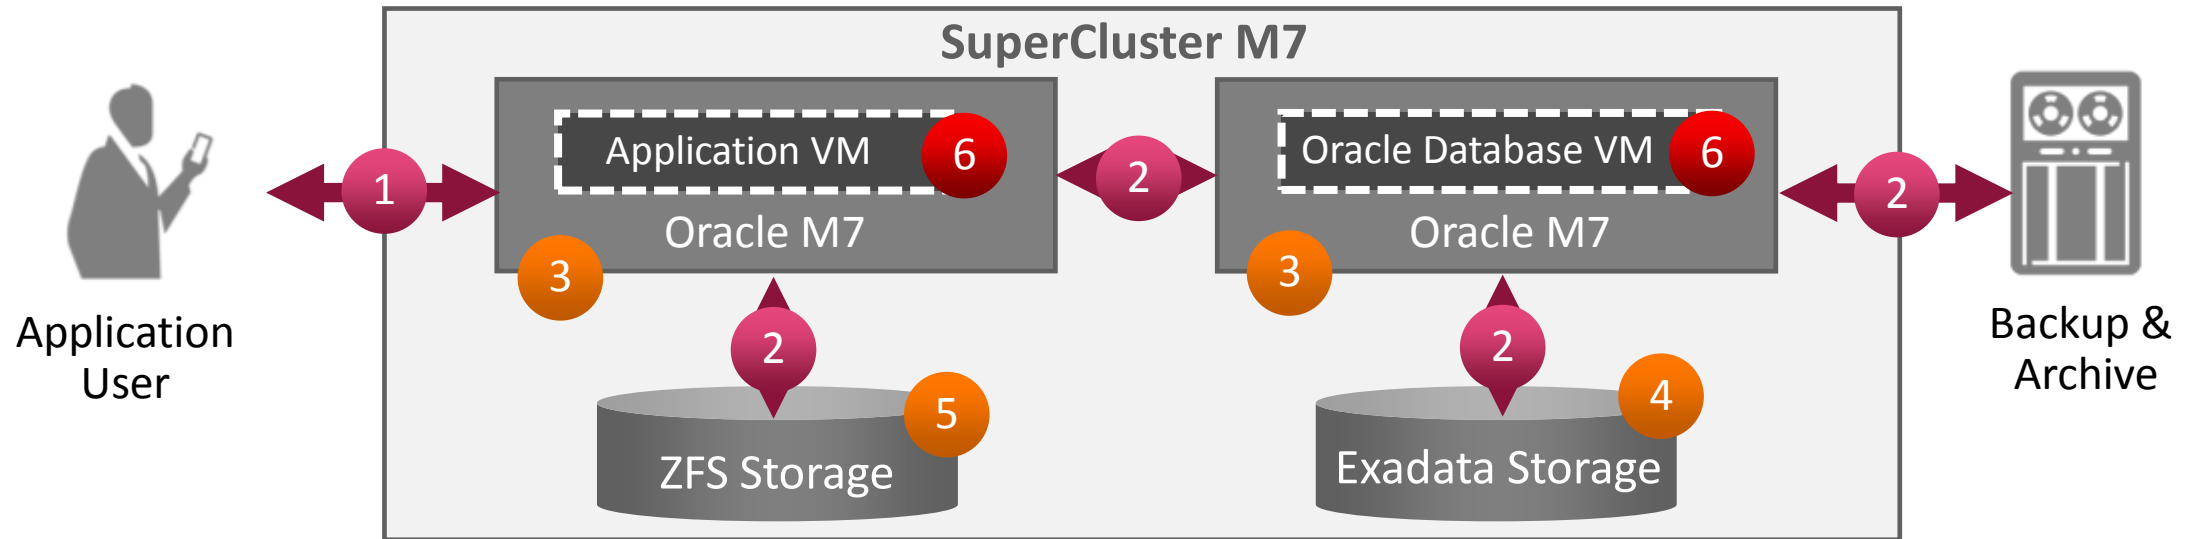 SuperCluster M7
Application VM
6
Oracle Database VM
6
1
2
2
Oracle M7
Oracle M7
3
3
Application
User
2
2
Backup &
Archive
5
4
ZFS Storage
Exadata Storage